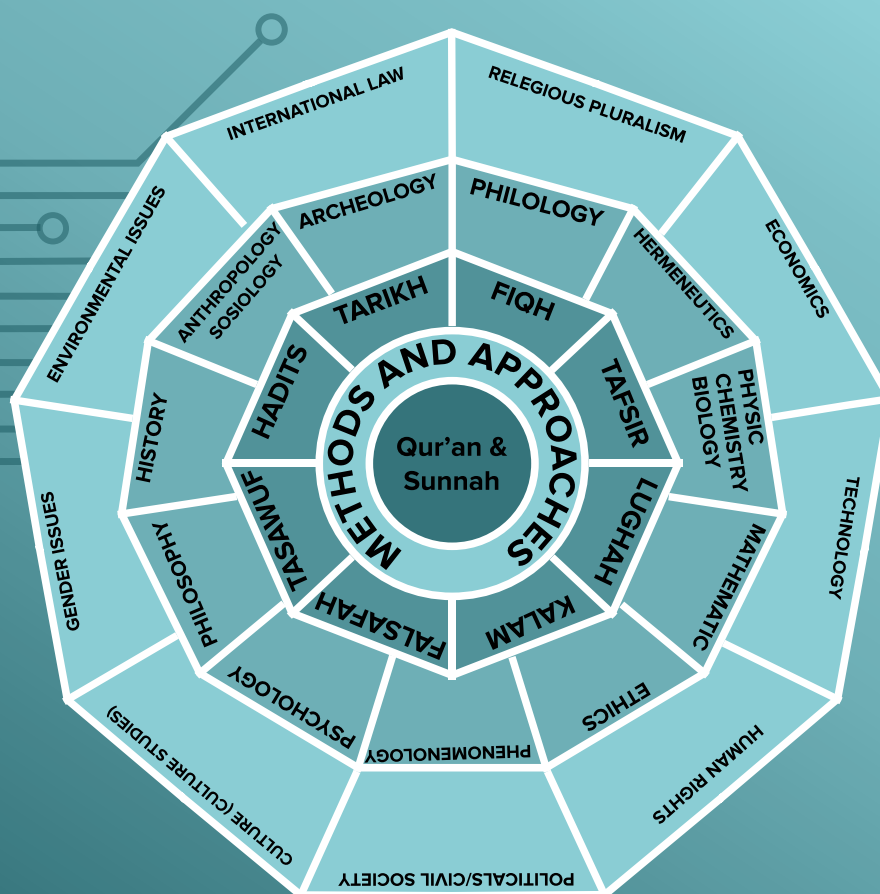 Qur'an &
Sunnah
METHODS AND APPROACHES
FIQH
TAFSIR
LUGHAH
KALAM
FALSAFAH
TASAWUF
HADITS
TARIKH
PHILOLOGY
HERMENEUTICS
PHYSIC
CHEMISTRY
BIOLOGY
MATHEMATIC
ETHICS
PHENOMENOLOGY
PSYCHOLOGY
PHILOSOPHY
HISTORY
ANTHROPOLOGY
SOSIOLOGY
ARCHEOLOGY
RELEGIOUS PLURALISM
ECONOMICS
TECHNOLOGY
HUMAN RIGHTS
POLITICALS/CIVIL SOCIETY
CULTURE (CULTURE STUDIES)
GENDER ISSUES
ENVIRONMENTAL ISSUES
INTERNATIONAL LAW